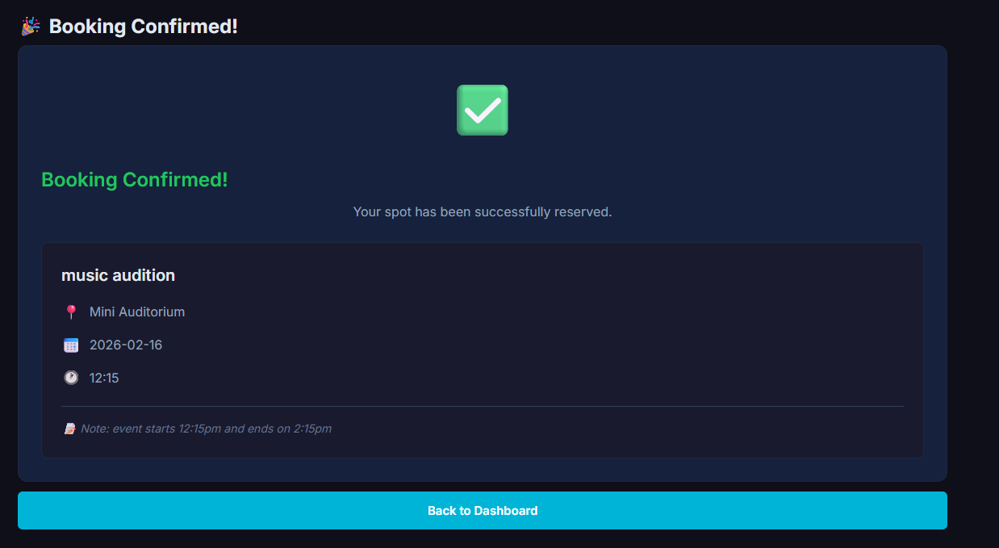 Booking Confirmed!
Booking Confirmed!
Your spot has been successfully reserved.
music audition
Mini Auditorium
2026-02-16
12:15
Note: event starts 12:15pm and ends on 2:15pm
Back to Dashboard